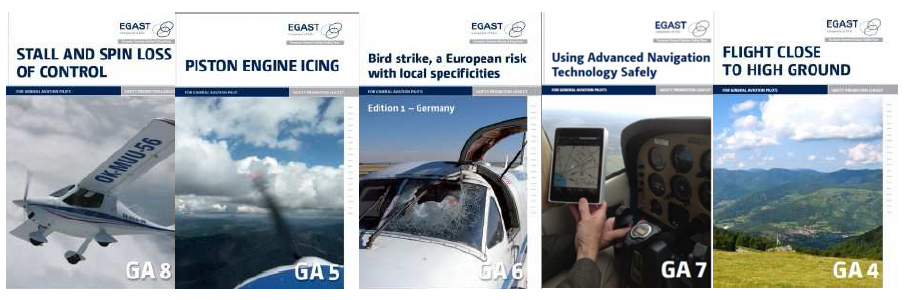 EGAST
STALL AND SPIN LOSS
OF CONTROL
FOR GENERAL AVIATION PILOTS
SAFETY PROMOTION LEAFLET
OK-MUU-56
GA 8
EGAST
PISTON ENGINE ICING
FOR GENERAL AVIATION PILOTS
SAFETY PROMOTION LEAFLET
GA 5
EGAST
Bird strike, a European risk
with local specificities
FOR GENERAL AVIATION PILOTS
SAFETY PROMOTION LEAFLET
Edition 1 – Germany
GA 6
EGAST
Using Advanced Navigation
Technology Safely
FOR GENERAL AVIATION PILOTS
SAFETY PROMOTION LEAFLET
GA 7
EGAST
FLIGHT CLOSE
TO HIGH GROUND
FOR GENERAL AVIATION PILOTS
SAFETY PROMOTION LEAFLET
GA 4